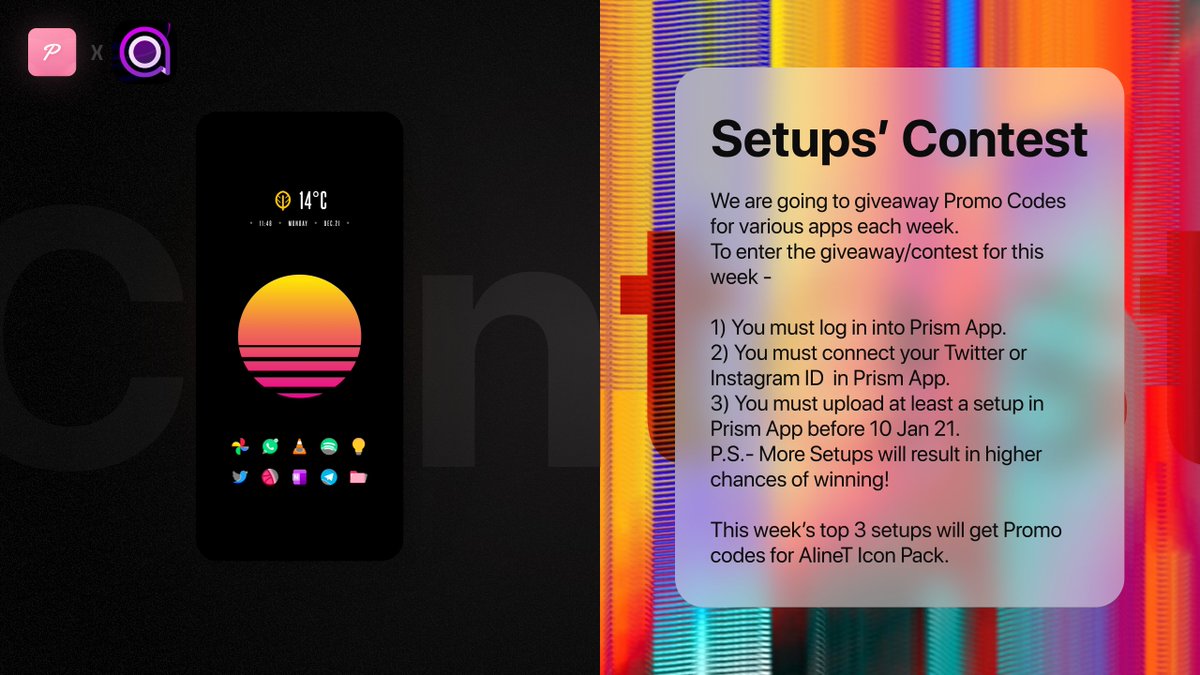 P X a
14°C
• 11:46 • MONDAY • DEC.21 •
Con
t
Setups’ Contest
We are going to giveaway Promo Codes
for various apps each week.
To enter the giveaway/contest for this
week -
1) You must log in into Prism App.
2) You must connect your Twitter or
Instagram ID  in Prism App.
3) You must upload at least a setup in
Prism App before 10 Jan 21.
P.S.- More Setups will result in higher
chances of winning!
This week’s top 3 setups will get Promo
codes for AlineT Icon Pack.